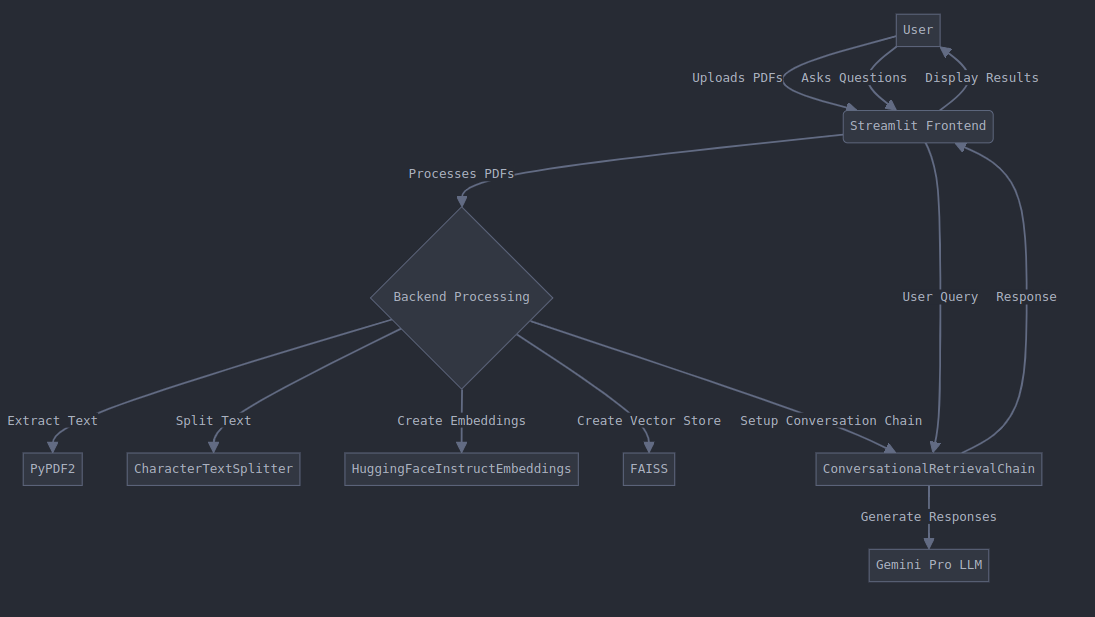 User
Uploads PDFs
Asks Questions
Display Results
Streamlit Frontend
Processes PDFs
Backend Processing
User Query
Response
Extract Text
Split Text
Create Embeddings
Create Vector Store
Setup Conversation Chain
PyPDF2
CharacterTextSplitter
HuggingFaceInstructEmbeddings
FAISS
ConversationalRetrievalChain
Generate Responses
Gemini Pro LLM